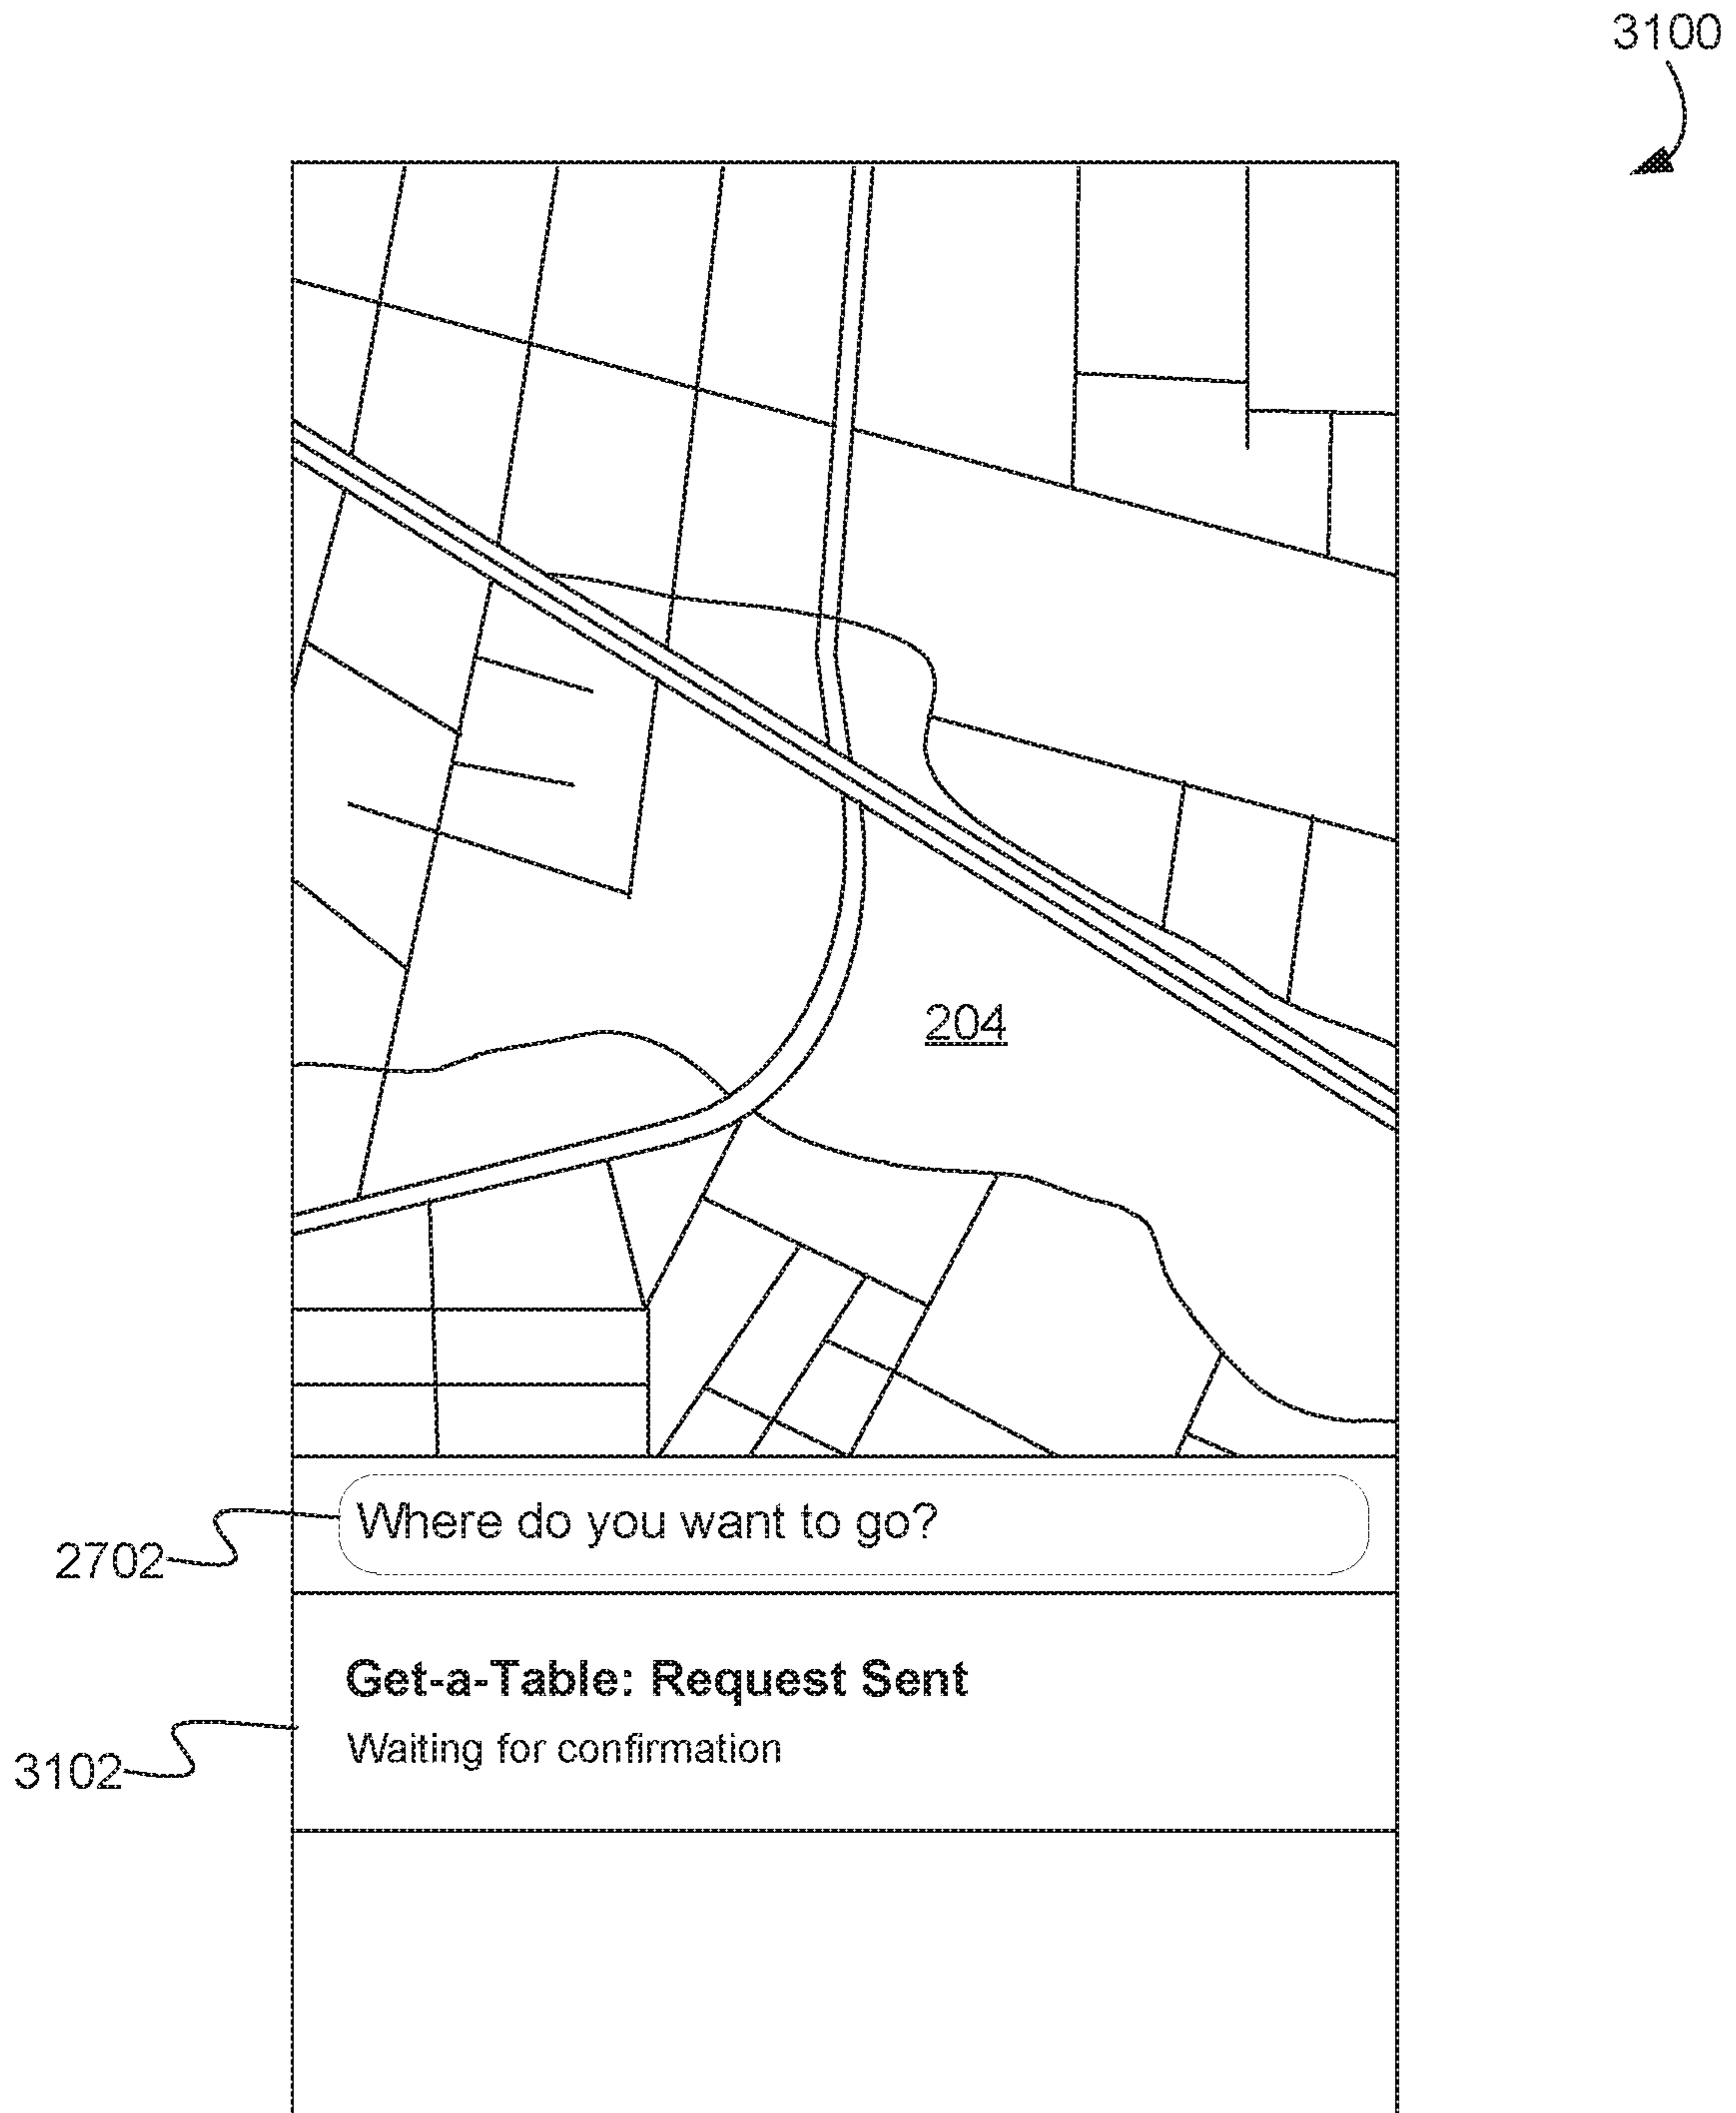 3100
204
Where do you want to go?
2702
Get-a-Table: Request Sent
Waiting for confirmation
3102